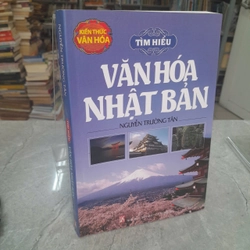 KIẾN THỨC
VĂN HÓA
TÌM HIỂU
VĂN HÓA
NHẬT BẢN
NGUYỄN TRƯỜNG TÂN